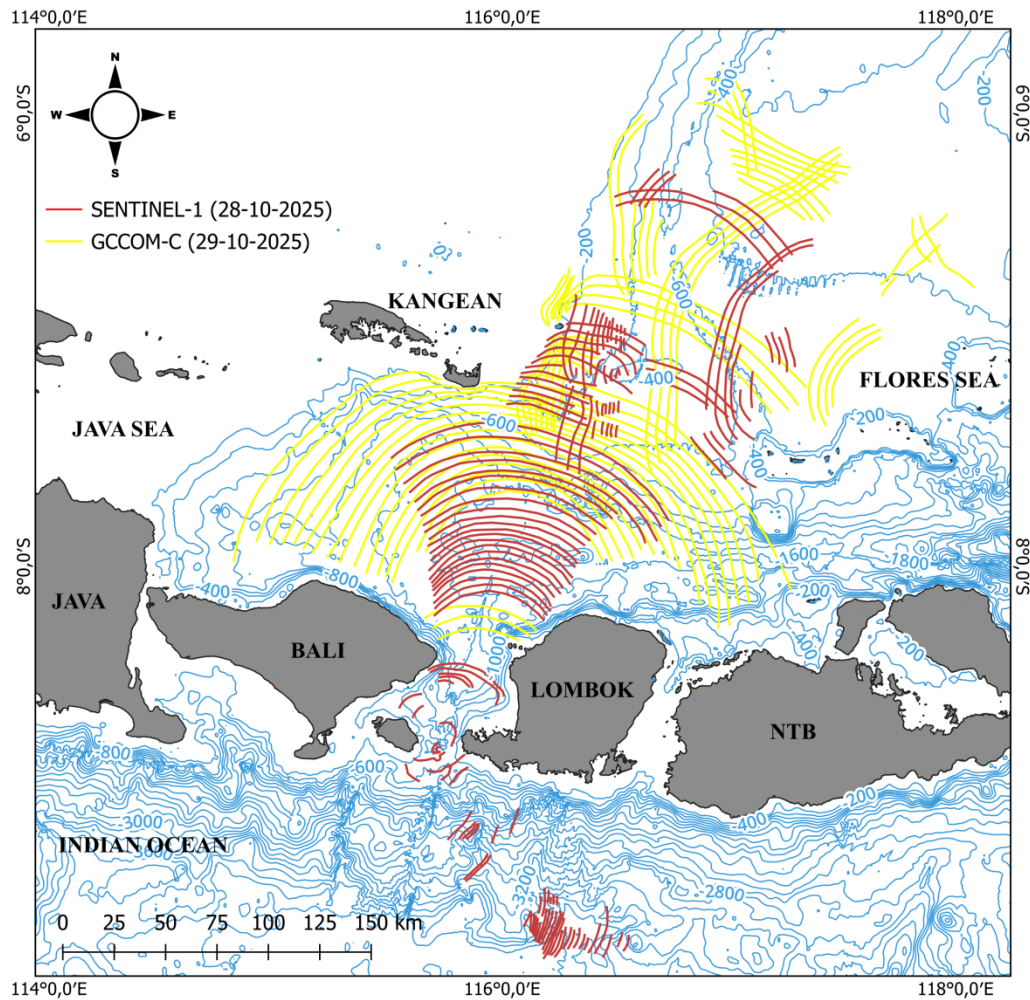 114°0,0'E 116°0,0'E 118°0,0'E
6°0,0'S
6°0,0'S
N
W E
S
SENTINEL-1 (28-10-2025)
GCCOM-C (29-10-2025)
-200
-400
-200
KANGEAN
-600
-400
-400
FLORES SEA
-200
JAVA SEA
-600
-400
8°0,0'S
8°0,0'S
-1600
-1800
-400
-800
-200
JAVA
BALI
-1000
-400
-200
LOMBOK
NTB
-800
-600
-200
-400
-3000
INDIAN OCEAN
-2800
-3200
0 25 50 75 100 125 150 km
114°0,0'E 116°0,0'E 118°0,0'E